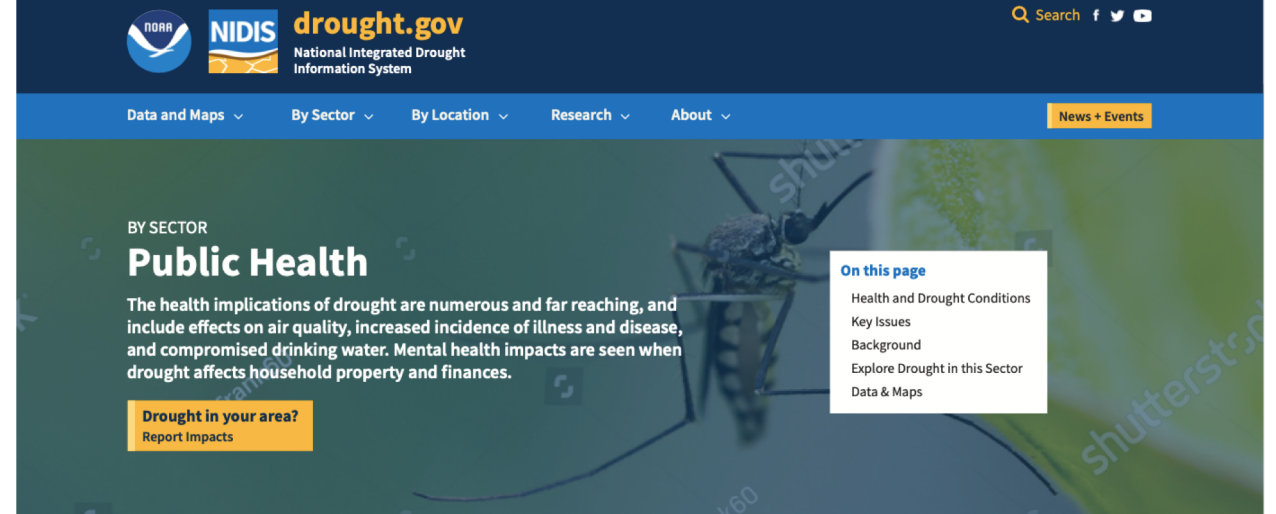 NOAA
NIDIS
drought.gov
National Integrated Drought
Information System
Search
Data and Maps
By Sector
By Location
Research
About
News + Events
BY SECTOR
Public Health
The health implications of drought are numerous and far reaching, and
include effects on air quality, increased incidence of illness and disease,
and compromised drinking water. Mental health impacts are seen when
drought affects household property and finances.
Drought in your area?
Report Impacts
On this page
Health and Drought Conditions
Key Issues
Background
Explore Drought in this Sector
Data & Maps